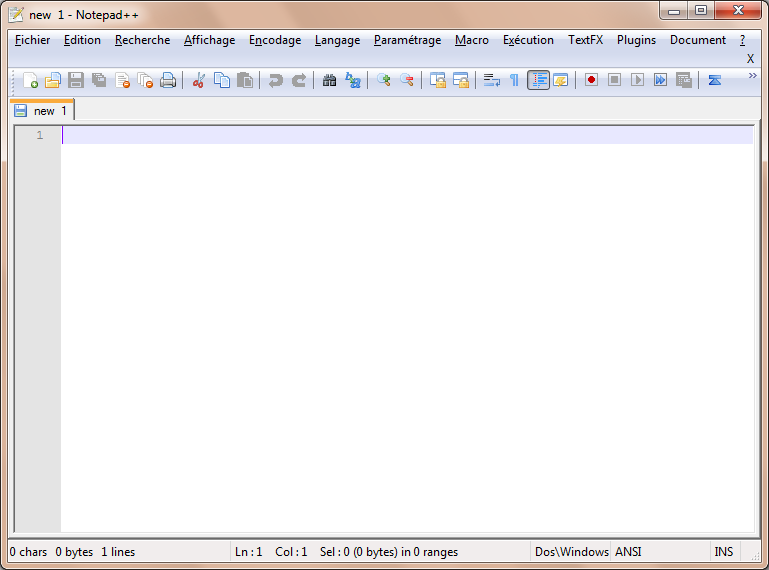 new 1 - Notepad++
Fichier Edition Recherche Affichage Encodage Langage Paramétrage Macro Exécution TextFX Plugins Document ?
X
new 1
1
0 chars 0 bytes 1 lines Ln : 1 Col : 1 Sel : 0 (0 bytes) in 0 ranges Dos\Windows ANSI INS